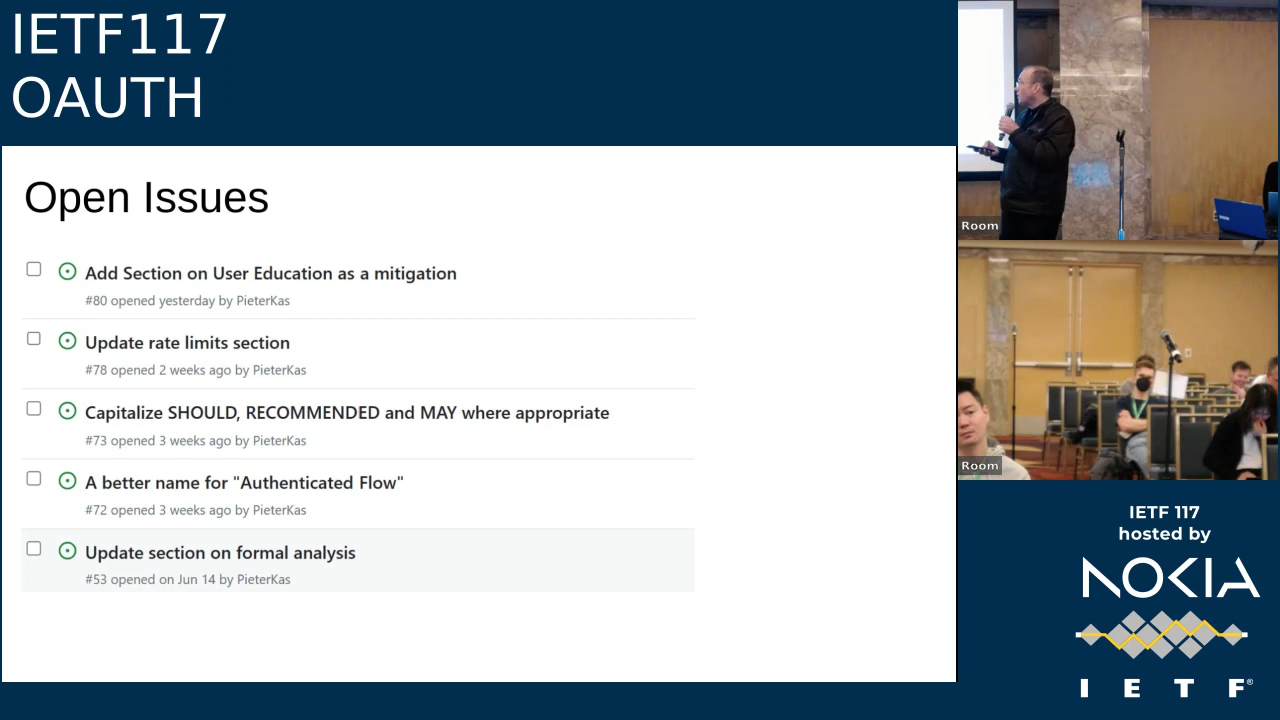 IETF117
OAUTH
Open Issues
Add Section on User Education as a mitigation
#80 opened yesterday by PieterKas
Update rate limits section
#78 opened 2 weeks ago by PieterKas
Capitalize SHOULD, RECOMMENDED and MAY where appropriate
#73 opened 3 weeks ago by PieterKas
A better name for "Authenticated Flow"
#72 opened 3 weeks ago by PieterKas
Update section on formal analysis
#53 opened on Jun 14 by PieterKas
Room
Room
IETF 117
hosted by
NOKIA
I E T F®